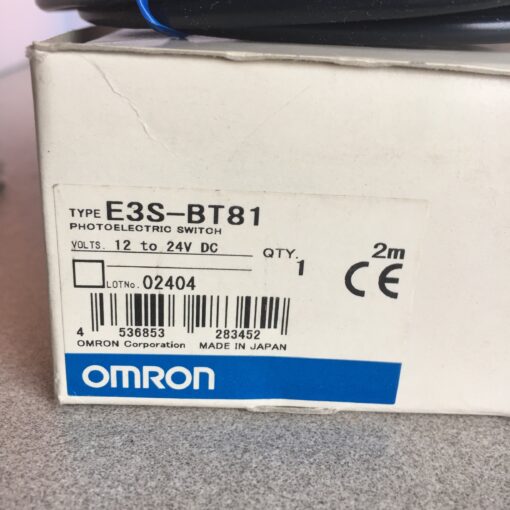 TYPE E3S-BT81
PHOTOELECTRIC SWITCH
VOLTS. 12 to 24V DC
QTY. 1
2m
CE
LOTNo. 02404
4 536853 283452
OMRON Corporation MADE IN JAPAN
OMRON